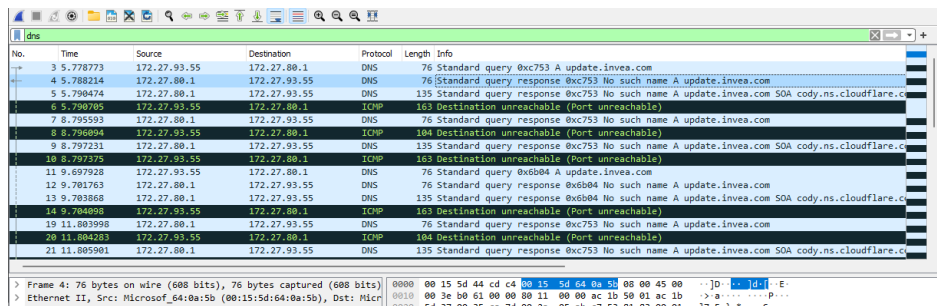 dns
No. Time Source Destination Protocol Length Info
3 5.778773 172.27.93.55 172.27.80.1 DNS 76 Standard query 0xc753 A update.invea.com
4 5.788214 172.27.80.1 172.27.93.55 DNS 76 Standard query response 0xc753 No such name A update.invea.com
5 5.790474 172.27.80.1 172.27.93.55 DNS 135 Standard query response 0xc753 No such name A update.invea.com SOA cody.ns.cloudflare.c
6 5.790705 172.27.93.55 172.27.80.1 ICMP 163 Destination unreachable (Port unreachable)
7 8.795593 172.27.80.1 172.27.93.55 DNS 76 Standard query response 0xc753 No such name A update.invea.com
8 8.796094 172.27.93.55 172.27.80.1 ICMP 104 Destination unreachable (Port unreachable)
9 8.797231 172.27.80.1 172.27.93.55 DNS 135 Standard query response 0xc753 No such name A update.invea.com SOA cody.ns.cloudflare.c
10 8.797375 172.27.93.55 172.27.80.1 ICMP 163 Destination unreachable (Port unreachable)
11 9.697928 172.27.93.55 172.27.80.1 DNS 76 Standard query 0x6b04 A update.invea.com
12 9.701763 172.27.80.1 172.27.93.55 DNS 76 Standard query response 0x6b04 No such name A update.invea.com
13 9.703868 172.27.80.1 172.27.93.55 DNS 135 Standard query response 0x6b04 No such name A update.invea.com SOA cody.ns.cloudflare.c
14 9.704098 172.27.93.55 172.27.80.1 ICMP 163 Destination unreachable (Port unreachable)
19 11.803998 172.27.80.1 172.27.93.55 DNS 76 Standard query response 0xc753 No such name A update.invea.com
20 11.804283 172.27.93.55 172.27.80.1 ICMP 104 Destination unreachable (Port unreachable)
21 11.805901 172.27.80.1 172.27.93.55 DNS 135 Standard query response 0xc753 No such name A update.invea.com SOA cody.ns.cloudflare.c
> Frame 4: 76 bytes on wire (608 bits), 76 bytes captured (608 bits) 0000 00 15 5d 44 cd c4 00 15 5d 64 0a 5b 08 00 45 00 ··]D···· ]d·[··E·
> Ethernet II, Src: Microsof_64:0a:5b (00:15:5d:64:0a:5b), Dst: Micr 0010 00 3e b0 61 00 00 80 11 00 00 ac 1b 50 01 ac 1b ·>·a···· ····P···